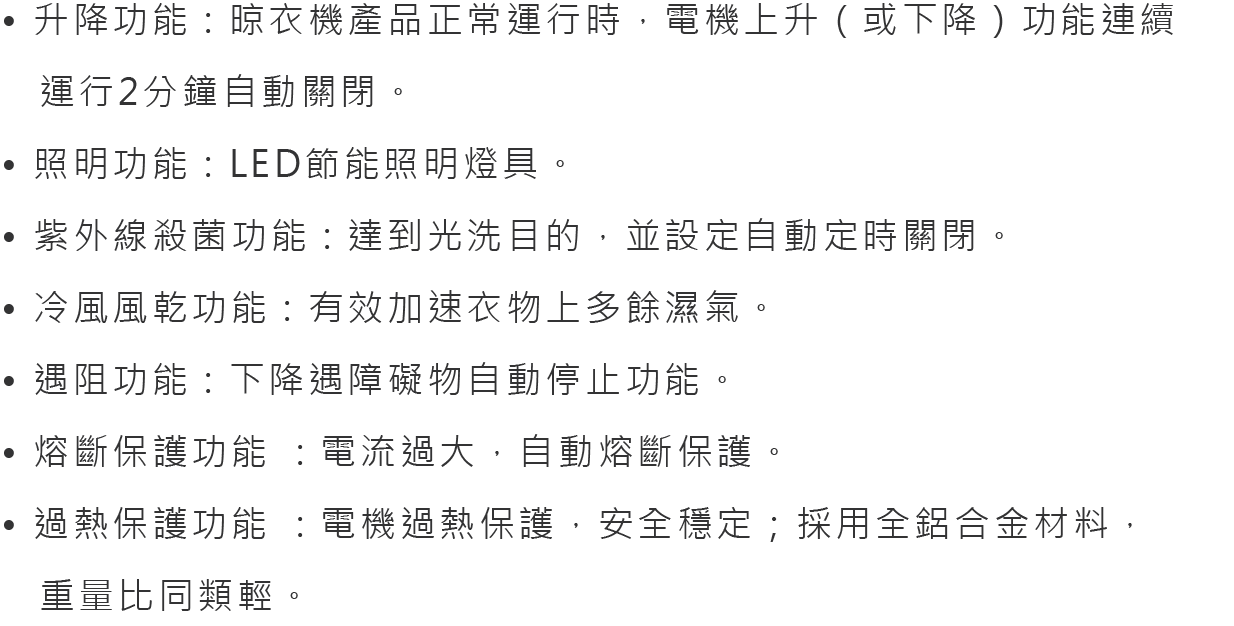 • 升降功能：晾衣機產品正常運行時，電機上升（或下降）功能連續
運行2分鐘自動關閉。
• 照明功能：LED節能照明燈具。
• 紫外線殺菌功能：達到光洗目的，並設定自動定時關閉。
• 冷風風乾功能：有效加速衣物上多餘濕氣。
• 遇阻功能：下降遇障礙物自動停止功能。
• 熔斷保護功能 ：電流過大，自動熔斷保護。
• 過熱保護功能 ：電機過熱保護，安全穩定；採用全鋁合金材料，
重量比同類輕。